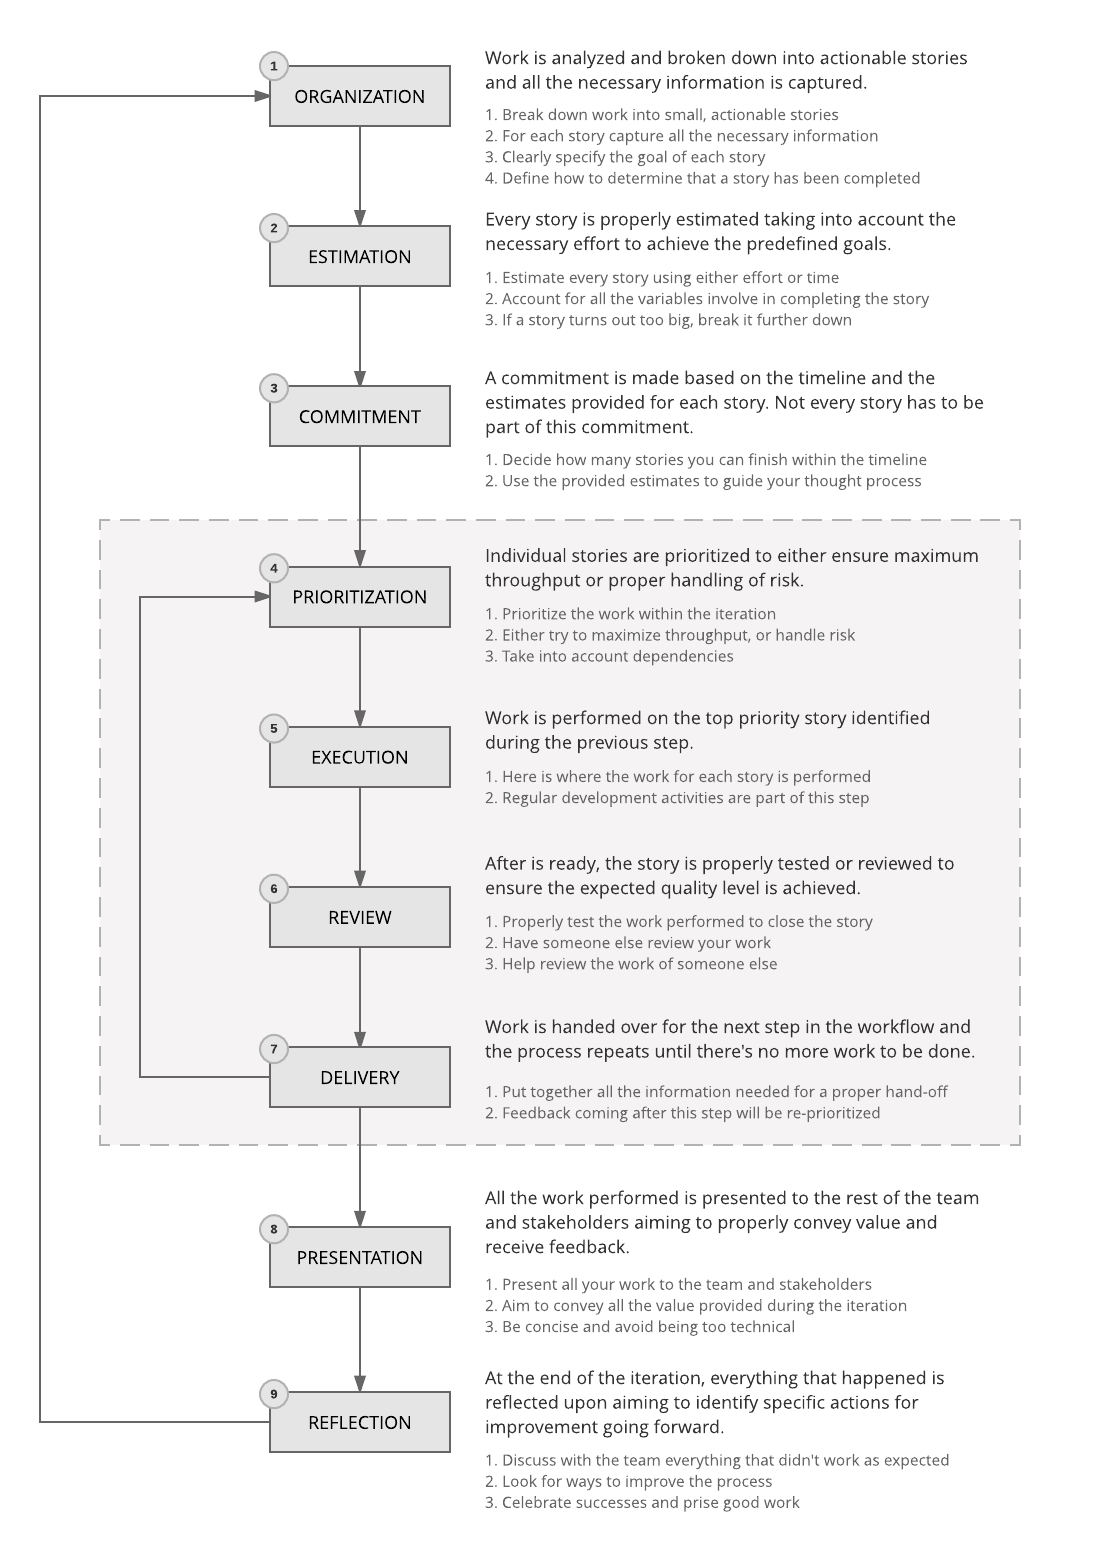 1
ORGANIZATION
Work is analyzed and broken down into actionable stories
and all the necessary information is captured.
1. Break down work into small, actionable stories
2. For each story capture all the necessary information
3. Clearly specify the goal of each story
4. Define how to determine that a story has been completed
2
ESTIMATION
Every story is properly estimated taking into account the
necessary effort to achieve the predefined goals.
1. Estimate every story using either effort or time
2. Account for all the variables involve in completing the story
3. If a story turns out too big, break it further down
3
COMMITMENT
A commitment is made based on the timeline and the
estimates provided for each story. Not every story has to be
part of this commitment.
1. Decide how many stories you can finish within the timeline
2. Use the provided estimates to guide your thought process
4
PRIORITIZATION
Individual stories are prioritized to either ensure maximum
throughput or proper handling of risk.
1. Prioritize the work within the iteration
2. Either try to maximize throughput, or handle risk
3. Take into account dependencies
5
EXECUTION
Work is performed on the top priority story identified
during the previous step.
1. Here is where the work for each story is performed
2. Regular development activities are part of this step
6
REVIEW
After is ready, the story is properly tested or reviewed to
ensure the expected quality level is achieved.
1. Properly test the work performed to close the story
2. Have someone else review your work
3. Help review the work of someone else
7
DELIVERY
Work is handed over for the next step in the workflow and
the process repeats until there's no more work to be done.
1. Put together all the information needed for a proper hand-off
2. Feedback coming after this step will be re-prioritized
8
PRESENTATION
All the work performed is presented to the rest of the team
and stakeholders aiming to properly convey value and
receive feedback.
1. Present all your work to the team and stakeholders
2. Aim to convey all the value provided during the iteration
3. Be concise and avoid being too technical
9
REFLECTION
At the end of the iteration, everything that happened is
reflected upon aiming to identify specific actions for
improvement going forward.
1. Discuss with the team everything that didn't work as expected
2. Look for ways to improve the process
3. Celebrate successes and prise good work